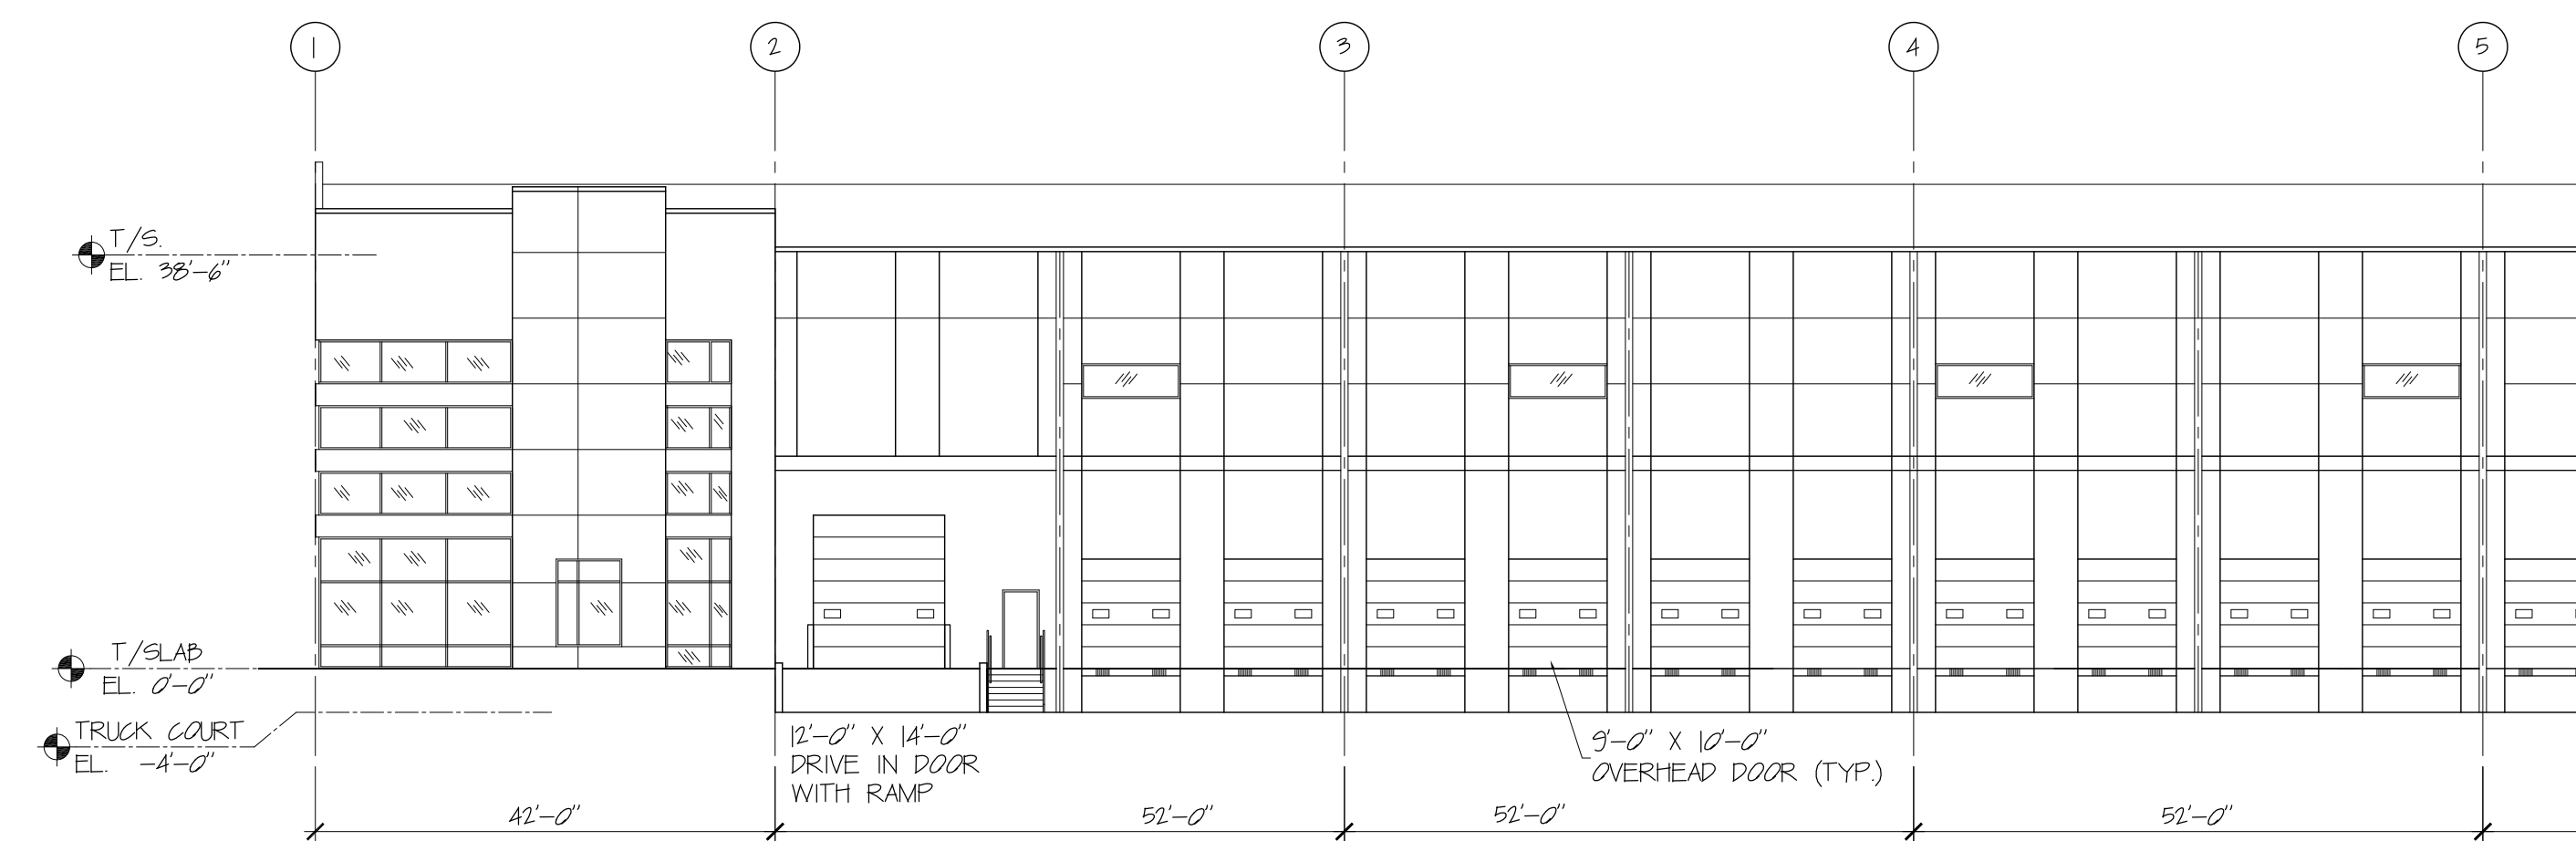 1 2 3 4 5
T/S.
EL. 38'-6"
T/SLAB
EL. 0'-0"
TRUCK COURT
EL. -4'-0"
12'-0" X 14'-0"
DRIVE IN DOOR
WITH RAMP
9'-0" X 10'-0"
OVERHEAD DOOR (TYP.)
42'-0" 52'-0" 52'-0" 52'-0"